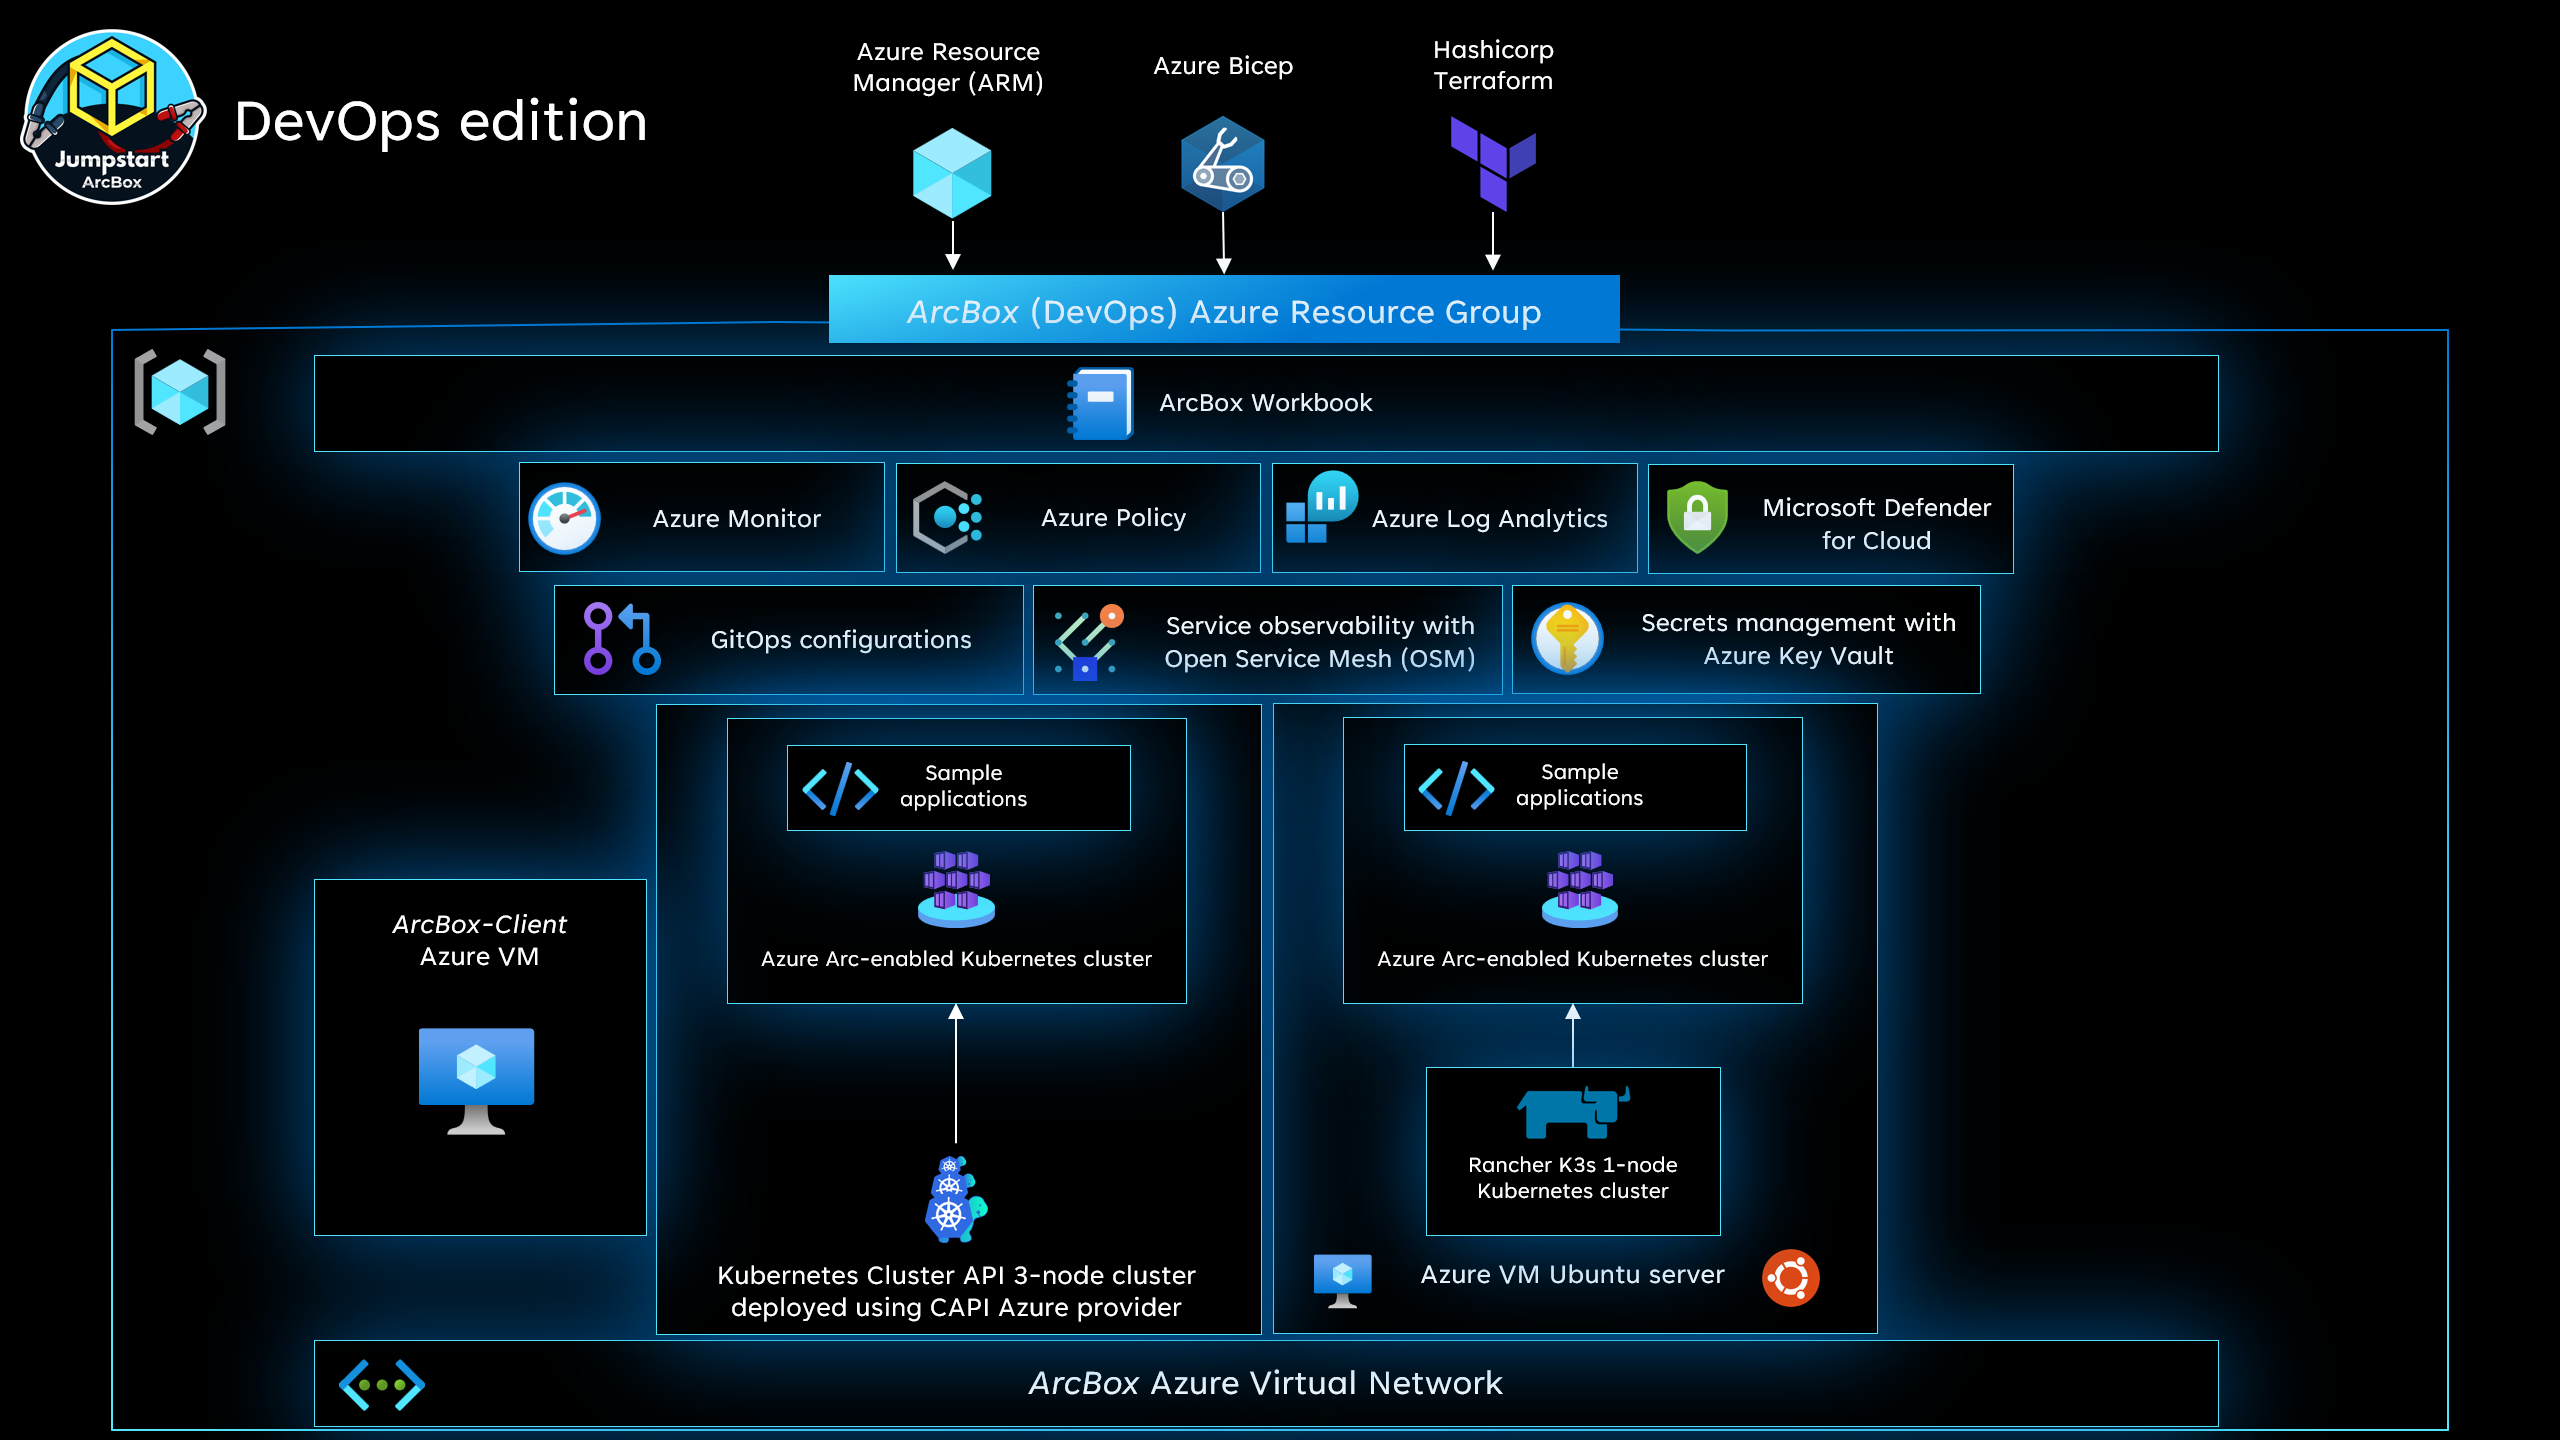 Jumpstart
ArcBox
DevOps edition
Azure Resource
Manager (ARM)
Azure Bicep
Hashicorp
Terraform
ArcBox (DevOps) Azure Resource Group
ArcBox Workbook
Azure Monitor
Azure Policy
Azure Log Analytics
Microsoft Defender
for Cloud
GitOps configurations
Service observability with
Open Service Mesh (OSM)
Secrets management with
Azure Key Vault
Sample
applications
Azure Arc-enabled Kubernetes cluster
Sample
applications
Azure Arc-enabled Kubernetes cluster
ArcBox-Client
Azure VM
Kubernetes Cluster API 3-node cluster
deployed using CAPI Azure provider
Rancher K3s 1-node
Kubernetes cluster
Azure VM Ubuntu server
ArcBox Azure Virtual Network